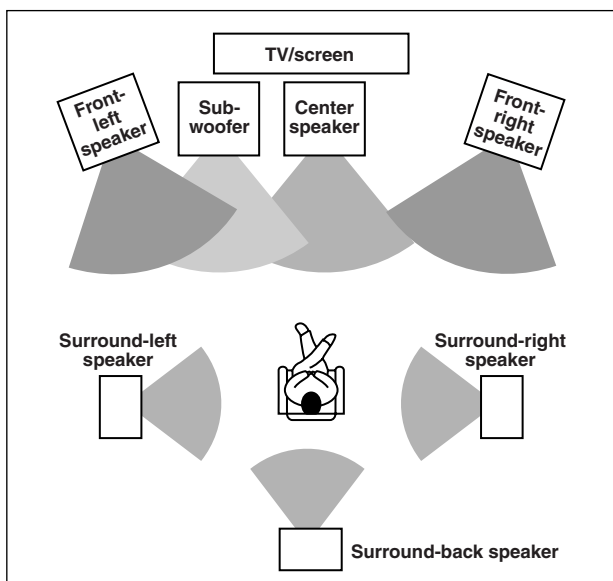 TV/screen
Front-
left
speaker
Sub-
woofer
Center
speaker
Front-
right
speaker
Surround-left
speaker
Surround-right
speaker
Surround-back speaker